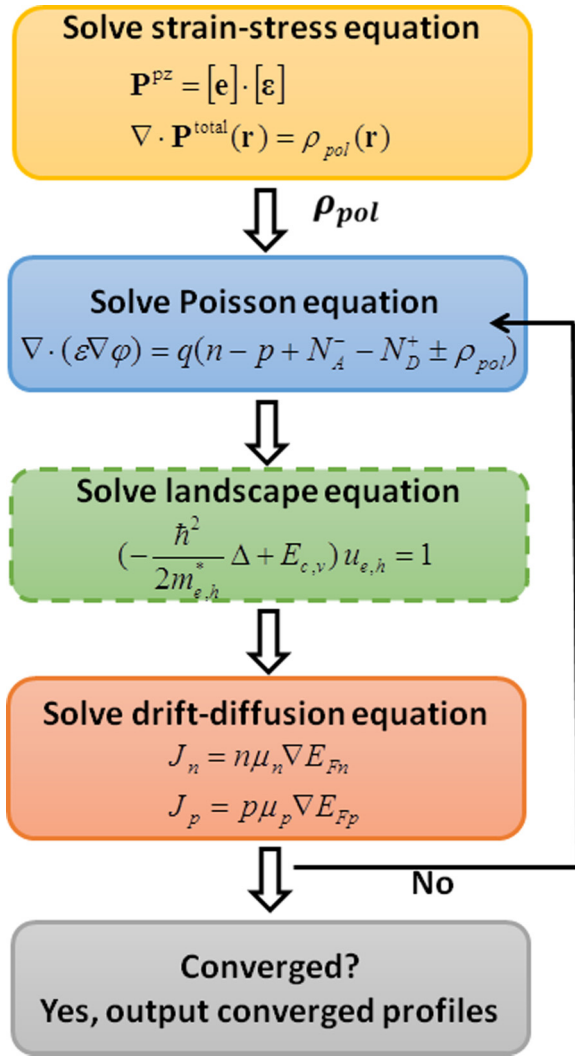 Solve strain-stress equation
P^pz = [e]·[ε]
∇·P^total(r) = ρ_pol(r)
ρ_pol
Solve Poisson equation
∇·(ε∇φ) = q(n − p + N_A^- − N_D^+ ± ρ_pol)
Solve landscape equation
(−ħ²/2m*_e,h Δ + E_c,v) u_e,h = 1
Solve drift-diffusion equation
J_n = nμ_n∇E_Fn
J_p = pμ_p∇E_Fp
No
Converged?
Yes, output converged profiles